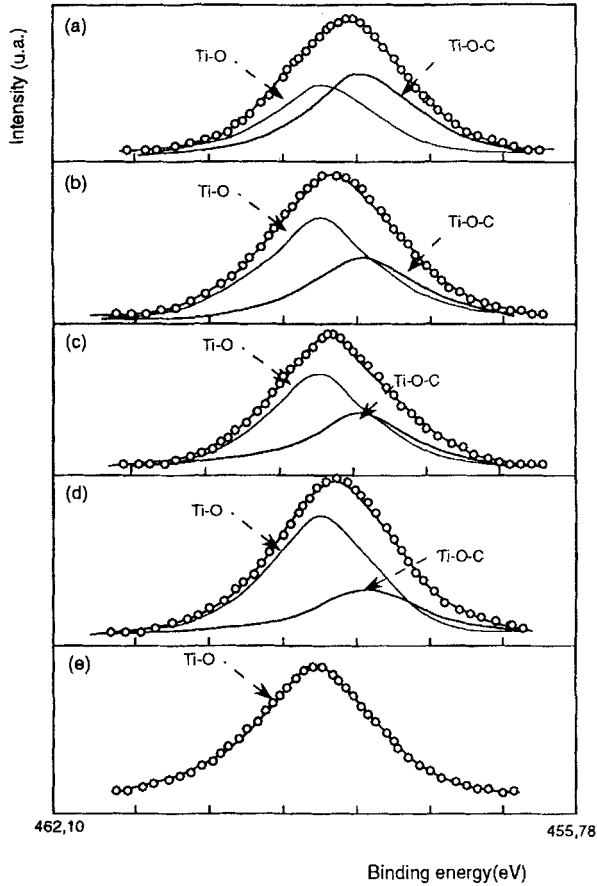 Intensity (u.a.)
(a)
Ti-O
Ti-O-C
(b)
Ti-O
Ti-O-C
(c)
Ti-O
Ti-O-C
(d)
Ti-O
Ti-O-C
(e)
Ti-O
462,10
455,78
Binding energy(eV)